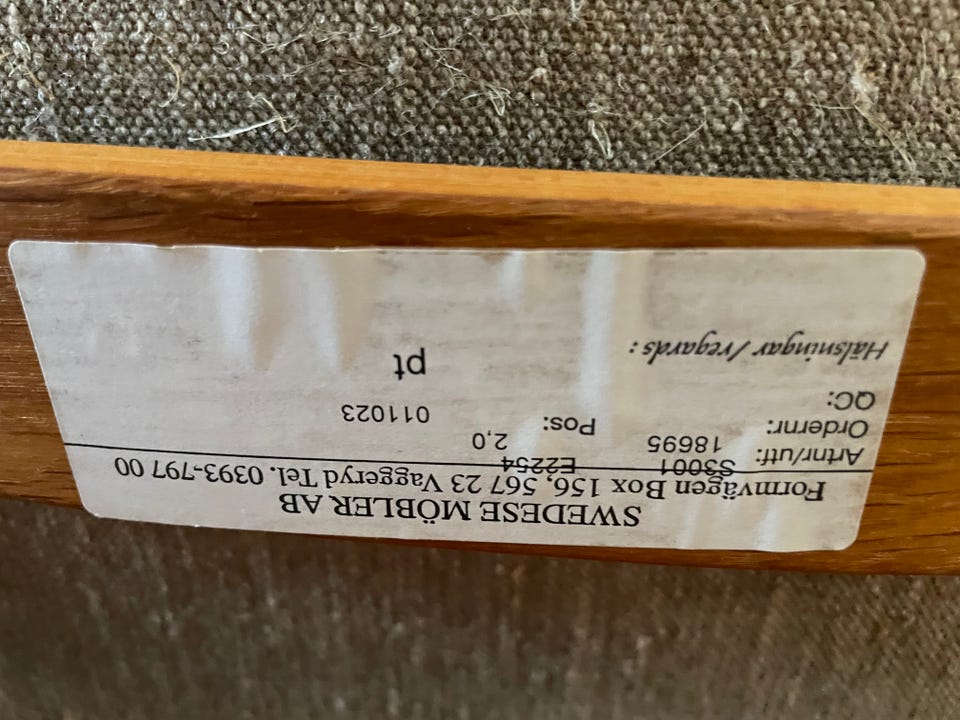 SWEDESE MÖBLER AB
Formvägen Box 156, 567 23 Vaggeryd Tel. 0393-797 00
Artnr/utf: S3001 E2254
Ordernr: 18695 Pos: 2,0 011023
QC: pt
Hälsningar /regards :